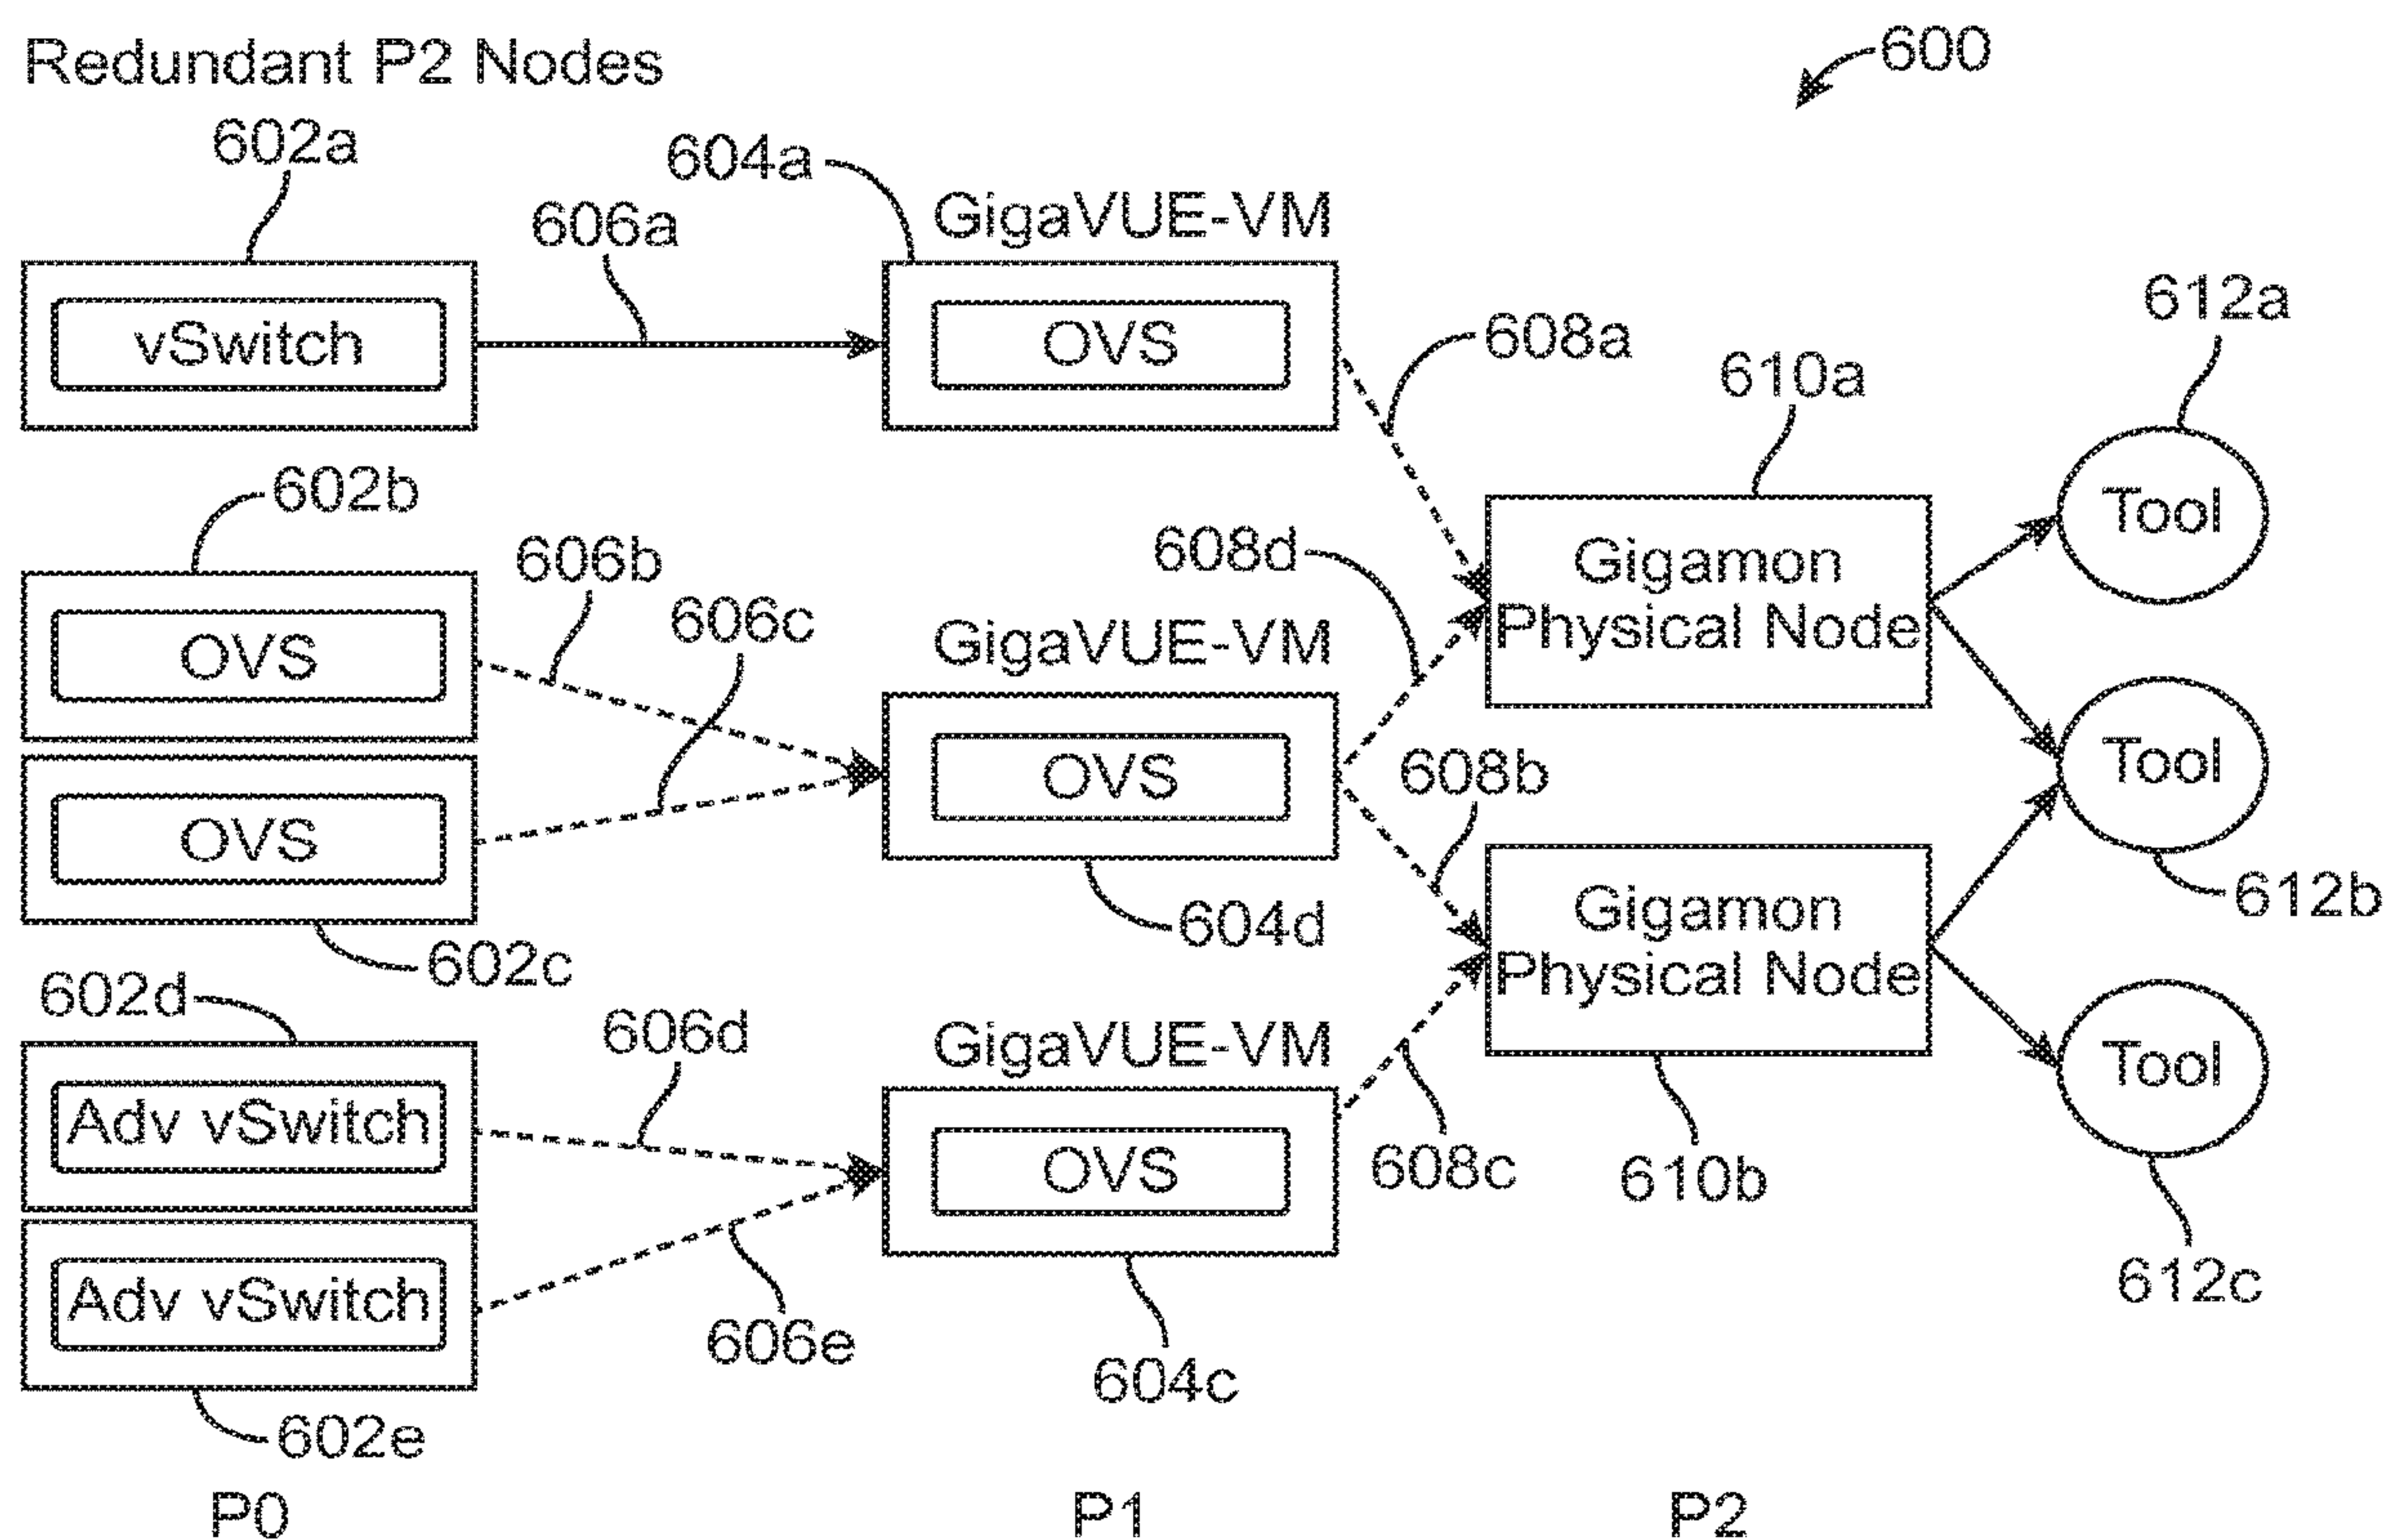 Redundant P2 Nodes
600
602a
604a
606a
GigaVUE-VM
vSwitch
OVS
608a
610a
612a
Tool
602b
606b
606c
608d
Gigamon
Physical Node
OVS
GigaVUE-VM
OVS
608b
Tool
612b
OVS
604d
Gigamon
Physical Node
602c
602d
606d
GigaVUE-VM
Tool
Adv vSwitch
OVS
608c
610b
Adv vSwitch
606e
604c
612c
602e
P0
P1
P2